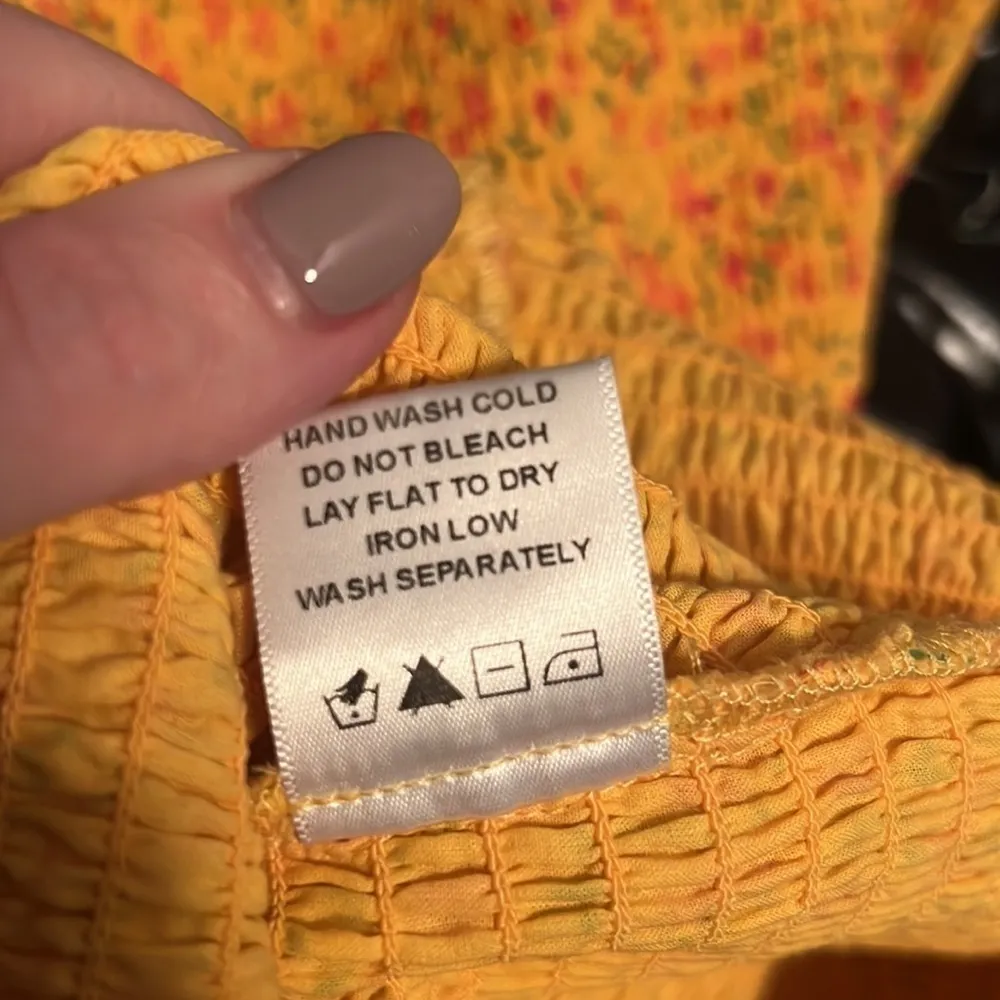 HAND WASH COLD
DO NOT BLEACH
LAY FLAT TO DRY
IRON LOW
WASH SEPARATELY